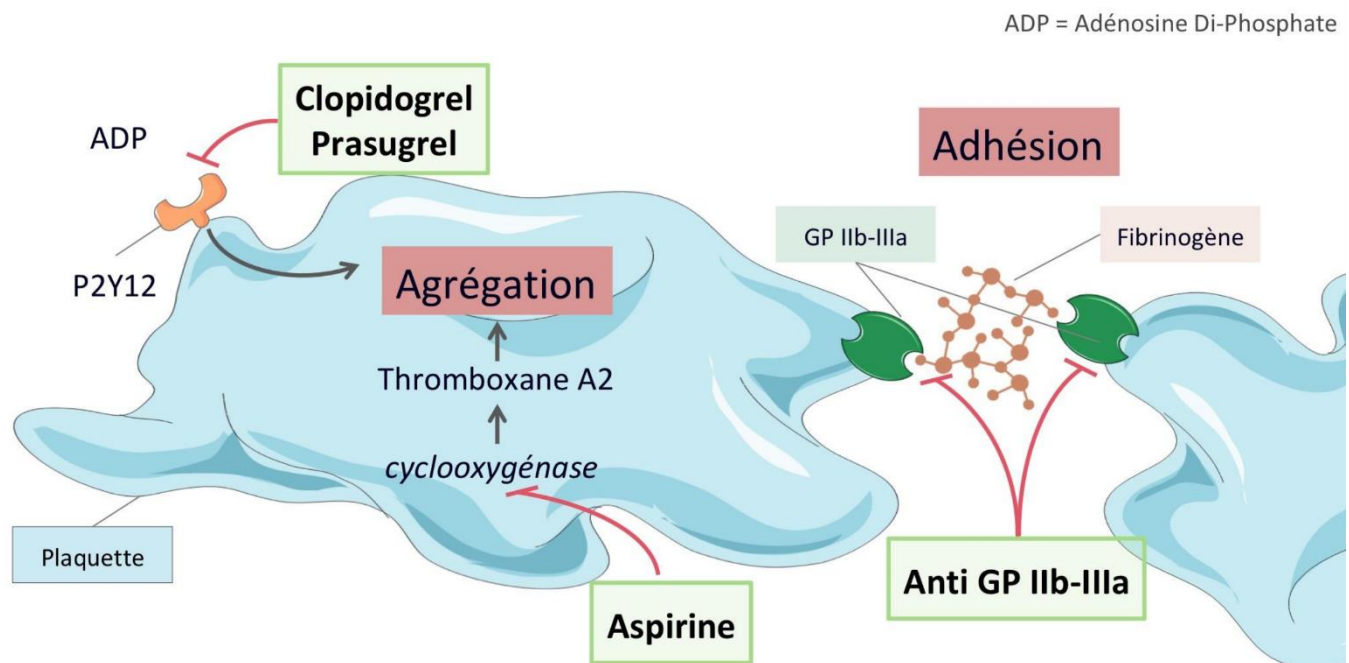 ADP = Adénosine Di-Phosphate
Clopidogrel
Prasugrel
ADP
Adhésion
GP IIb-IIIa
Fibrinogène
P2Y12
Agrégation
Thromboxane A2
cyclooxygénase
Plaquette
Anti GP IIb-IIIa
Aspirine